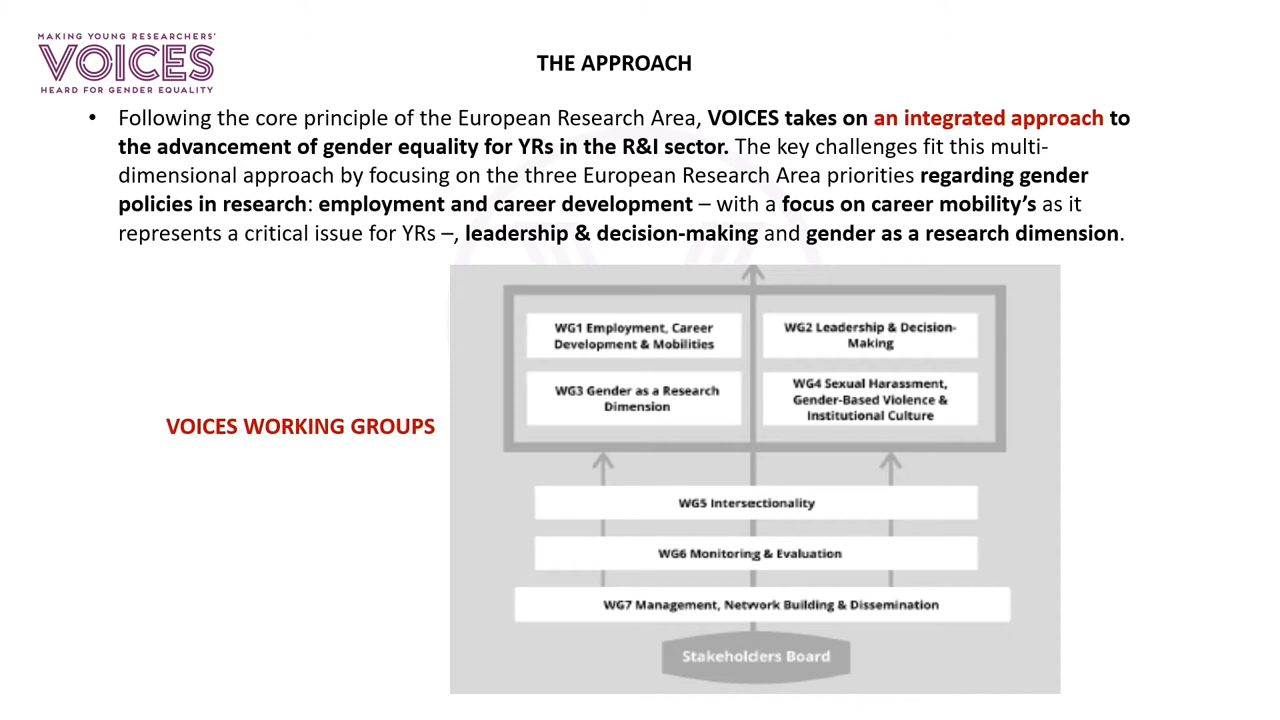 MAKING YOUNG RESEARCHERS'
VOICES
HEARD FOR GENDER EQUALITY
THE APPROACH
• Following the core principle of the European Research Area, VOICES takes on an integrated approach to
the advancement of gender equality for YRs in the R&I sector. The key challenges fit this multi-
dimensional approach by focusing on the three European Research Area priorities regarding gender
policies in research: employment and career development – with a focus on career mobility’s as it
represents a critical issue for YRs –, leadership & decision-making and gender as a research dimension.
VOICES WORKING GROUPS
WG1 Employment, Career
Development & Mobilities
WG2 Leadership & Decision-
Making
WG3 Gender as a Research
Dimension
WG4 Sexual Harassment,
Gender-Based Violence &
Institutional Culture
WG5 Intersectionality
WG6 Monitoring & Evaluation
WG7 Management, Network Building & Dissemination
Stakeholders Board